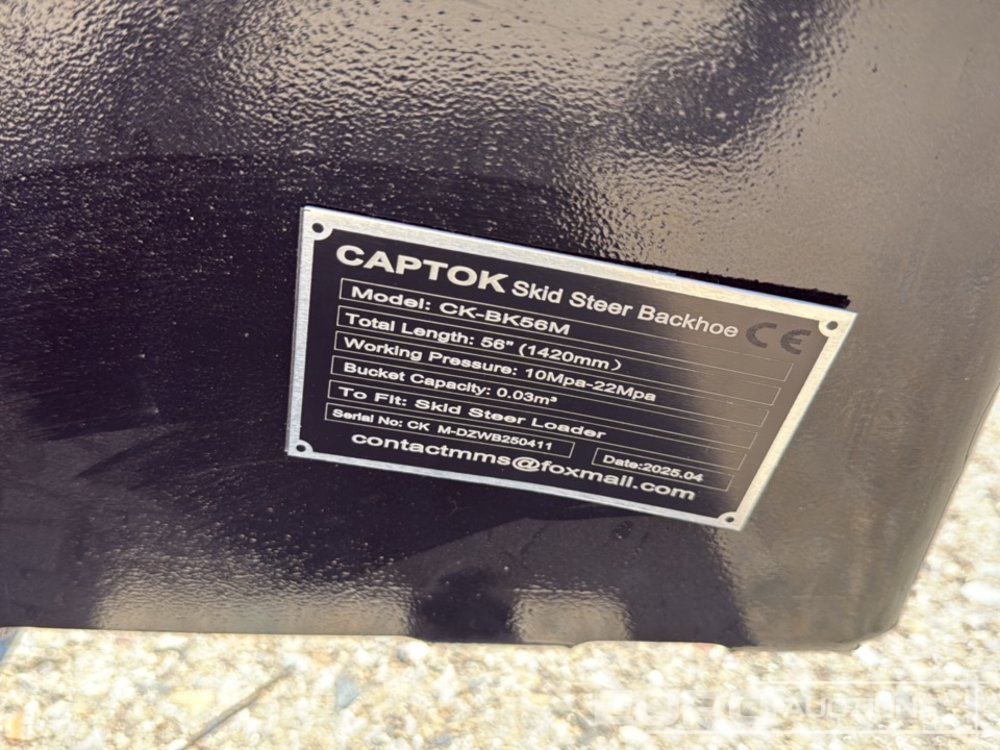 CAPTOK Skid Steer Backhoe CE
Model: CK-BK56M
Total Length: 56" (1420mm）
Working Pressure: 10Mpa-22Mpa
Bucket Capacity: 0.03m³
To Fit: Skid Steer Loader
Serial No: CK M-DZWB250411 Date:2025.04
contactmms@foxmail.com